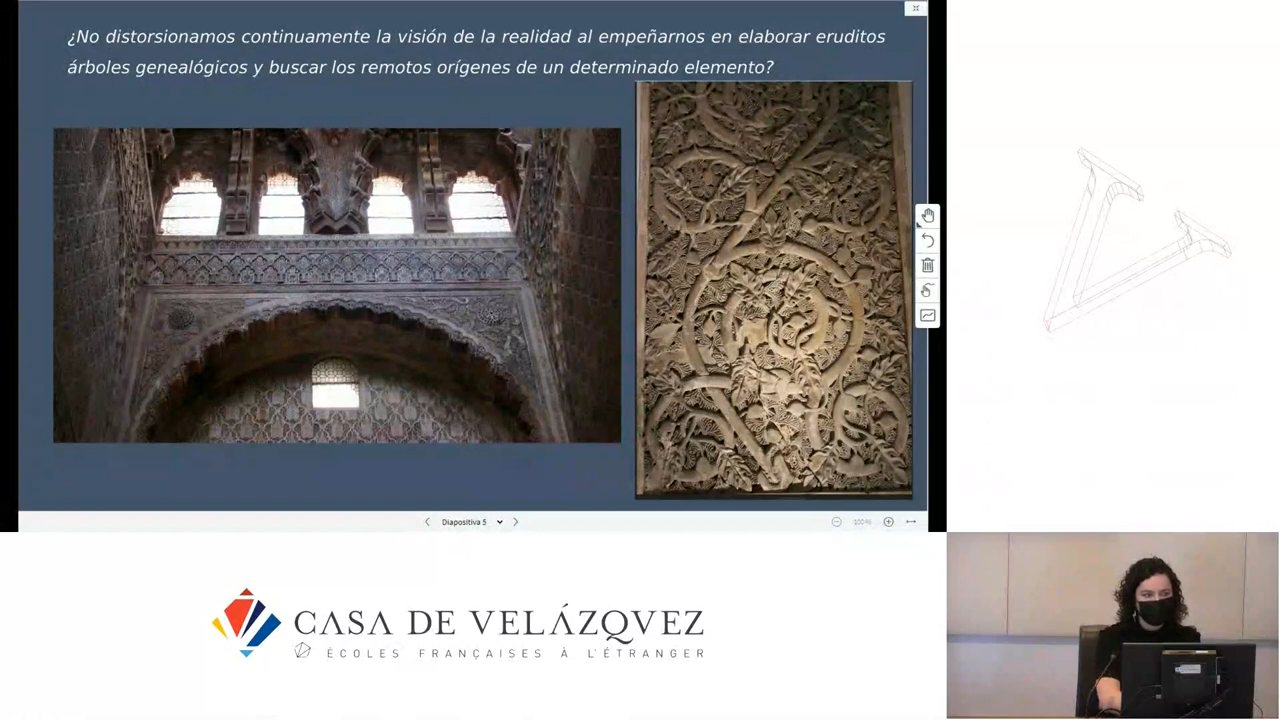 ¿No distorsionamos continuamente la visión de la realidad al empeñarnos en elaborar eruditos
árboles genealógicos y buscar los remotos orígenes de un determinado elemento?
Diapositiva 5
100%
CASA DE VELÁZQVEZ
ÉCOLES FRANÇAISES À L'ÉTRANGER